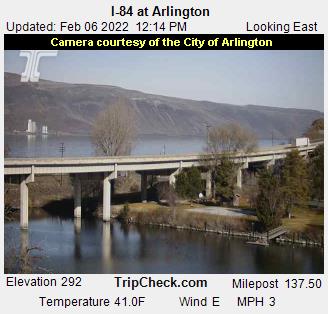 I-84 at Arlington
Updated: Feb 06 2022 12:14 PM Looking East
Camera courtesy of the City of Arlington
Elevation 292 TripCheck.com Milepost 137.50
Temperature 41.0F Wind E MPH 3